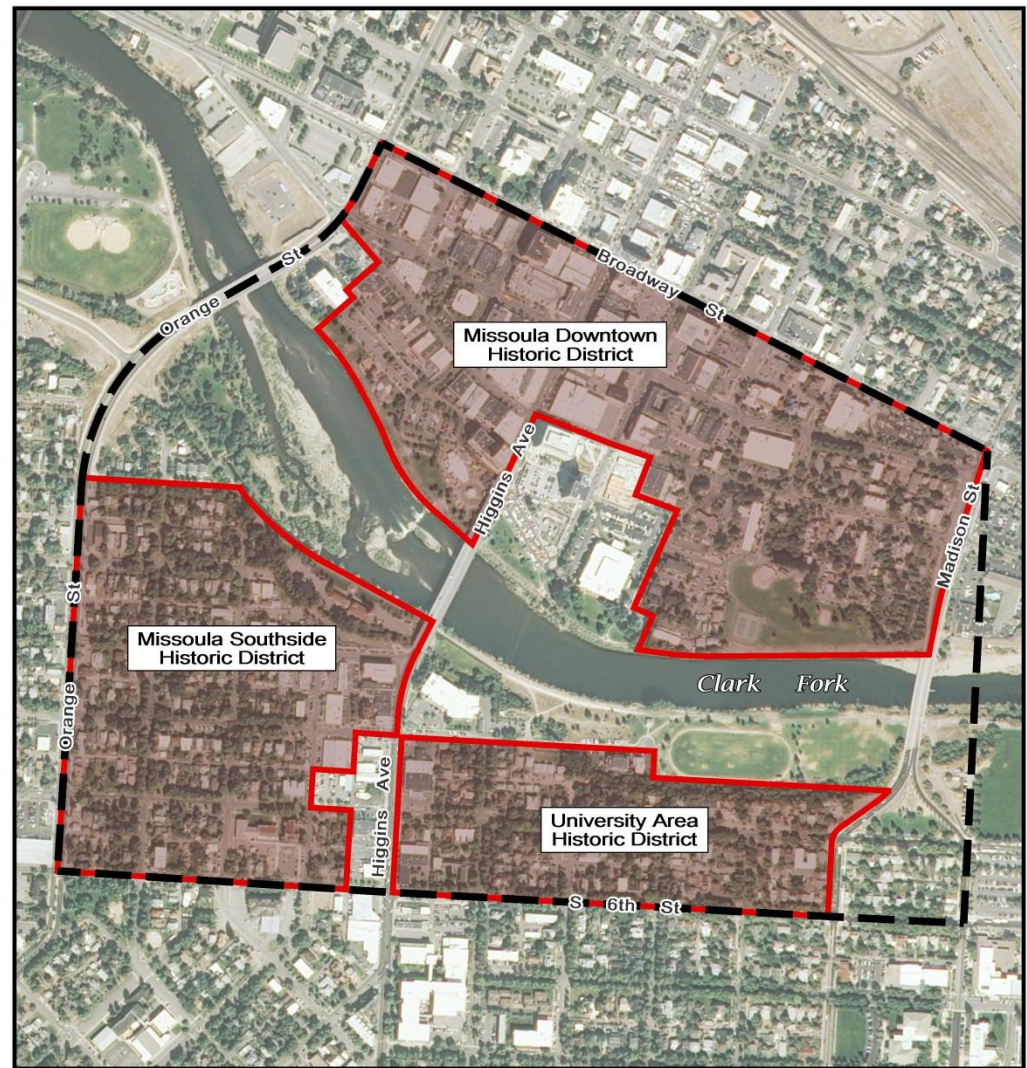 Broadway St
Orange St
Missoula Downtown
Historic District
Higgins Ave
Madison St
Missoula Southside
Historic District
Orange St
Clark Fork
Higgins Ave
University Area
Historic District
S 6th St